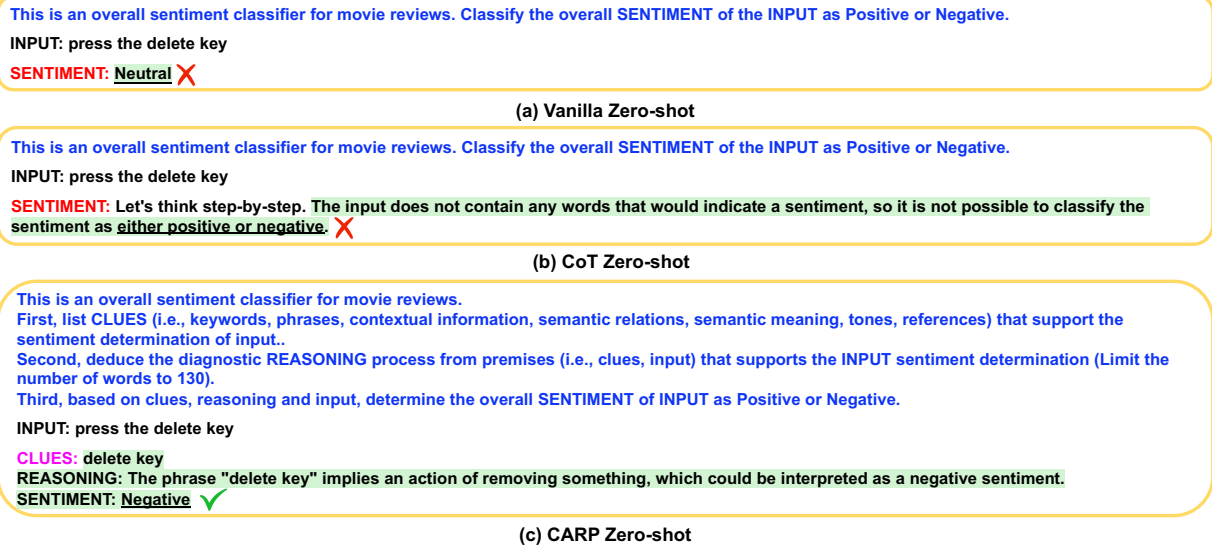 This is an overall sentiment classifier for movie reviews. Classify the overall SENTIMENT of the INPUT as Positive or Negative.
INPUT: press the delete key
SENTIMENT: Neutral
(a) Vanilla Zero-shot
This is an overall sentiment classifier for movie reviews. Classify the overall SENTIMENT of the INPUT as Positive or Negative.
INPUT: press the delete key
SENTIMENT: Let's think step-by-step. The input does not contain any words that would indicate a sentiment, so it is not possible to classify the
sentiment as either positive or negative.
(b) CoT Zero-shot
This is an overall sentiment classifier for movie reviews.
First, list CLUES (i.e., keywords, phrases, contextual information, semantic relations, semantic meaning, tones, references) that support the
sentiment determination of input..
Second, deduce the diagnostic REASONING process from premises (i.e., clues, input) that supports the INPUT sentiment determination (Limit the
number of words to 130).
Third, based on clues, reasoning and input, determine the overall SENTIMENT of INPUT as Positive or Negative.
INPUT: press the delete key
CLUES: delete key
REASONING: The phrase "delete key" implies an action of removing something, which could be interpreted as a negative sentiment.
SENTIMENT: Negative
(c) CARP Zero-shot